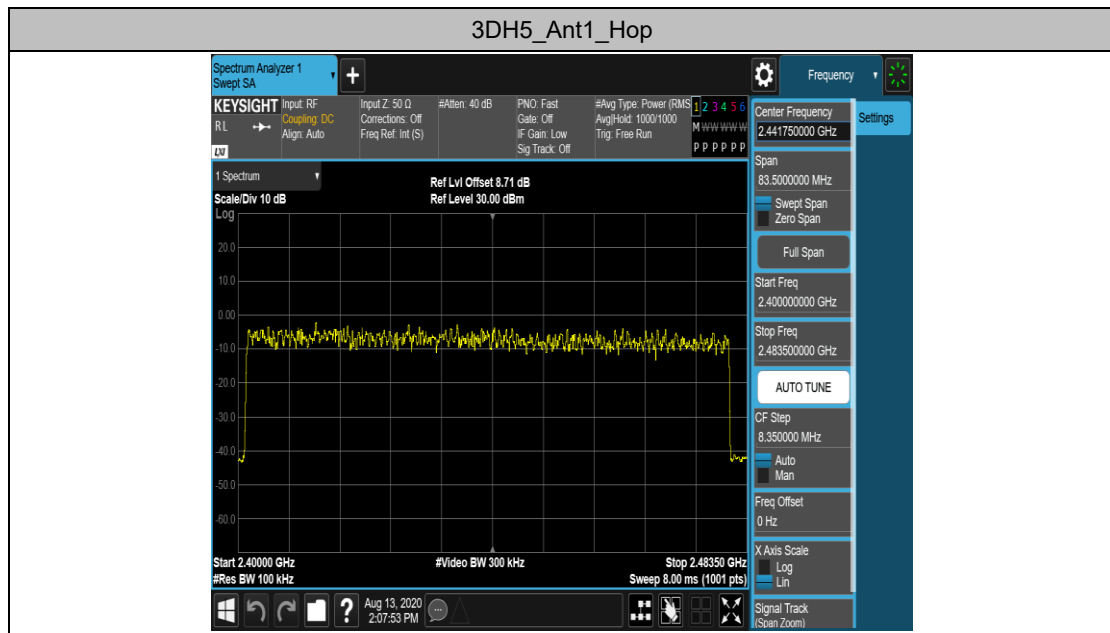 3DH5_Ant1_Hop
Spectrum Analyzer 1
Swept SA
+
Frequency
KEYSIGHT
RL
LXI
Input: RF
Coupling: DC
Align: Auto
Input Z: 50 Ω
Corrections: Off
Freq Ref: Int (S)
#Atten: 40 dB
PNO: Fast
Gate: Off
IF Gain: Low
Sig Track: Off
#Avg Type: Power (RMS
Avg|Hold: 1000/1000
Trig: Free Run
1 2 3 4 5 6
M W W W W W
P P P P P P
1 Spectrum
Scale/Div 10 dB
Ref Lvl Offset 8.71 dB
Ref Level 30.00 dBm
Log
20.0
10.0
0.00
-10.0
-20.0
-30.0
-40.0
-50.0
-60.0
Start 2.40000 GHz
#Video BW 300 kHz
Stop 2.48350 GHz
#Res BW 100 kHz
Sweep 8.00 ms (1001 pts)
Aug 13, 2020
2:07:53 PM
?
Center Frequency
2.441750000 GHz
Settings
Span
83.5000000 MHz
Swept Span
Zero Span
Full Span
Start Freq
2.400000000 GHz
Stop Freq
2.483500000 GHz
AUTO TUNE
CF Step
8.350000 MHz
Auto
Man
Freq Offset
0 Hz
X Axis Scale
Log
Lin
Signal Track
(Span Zoom)